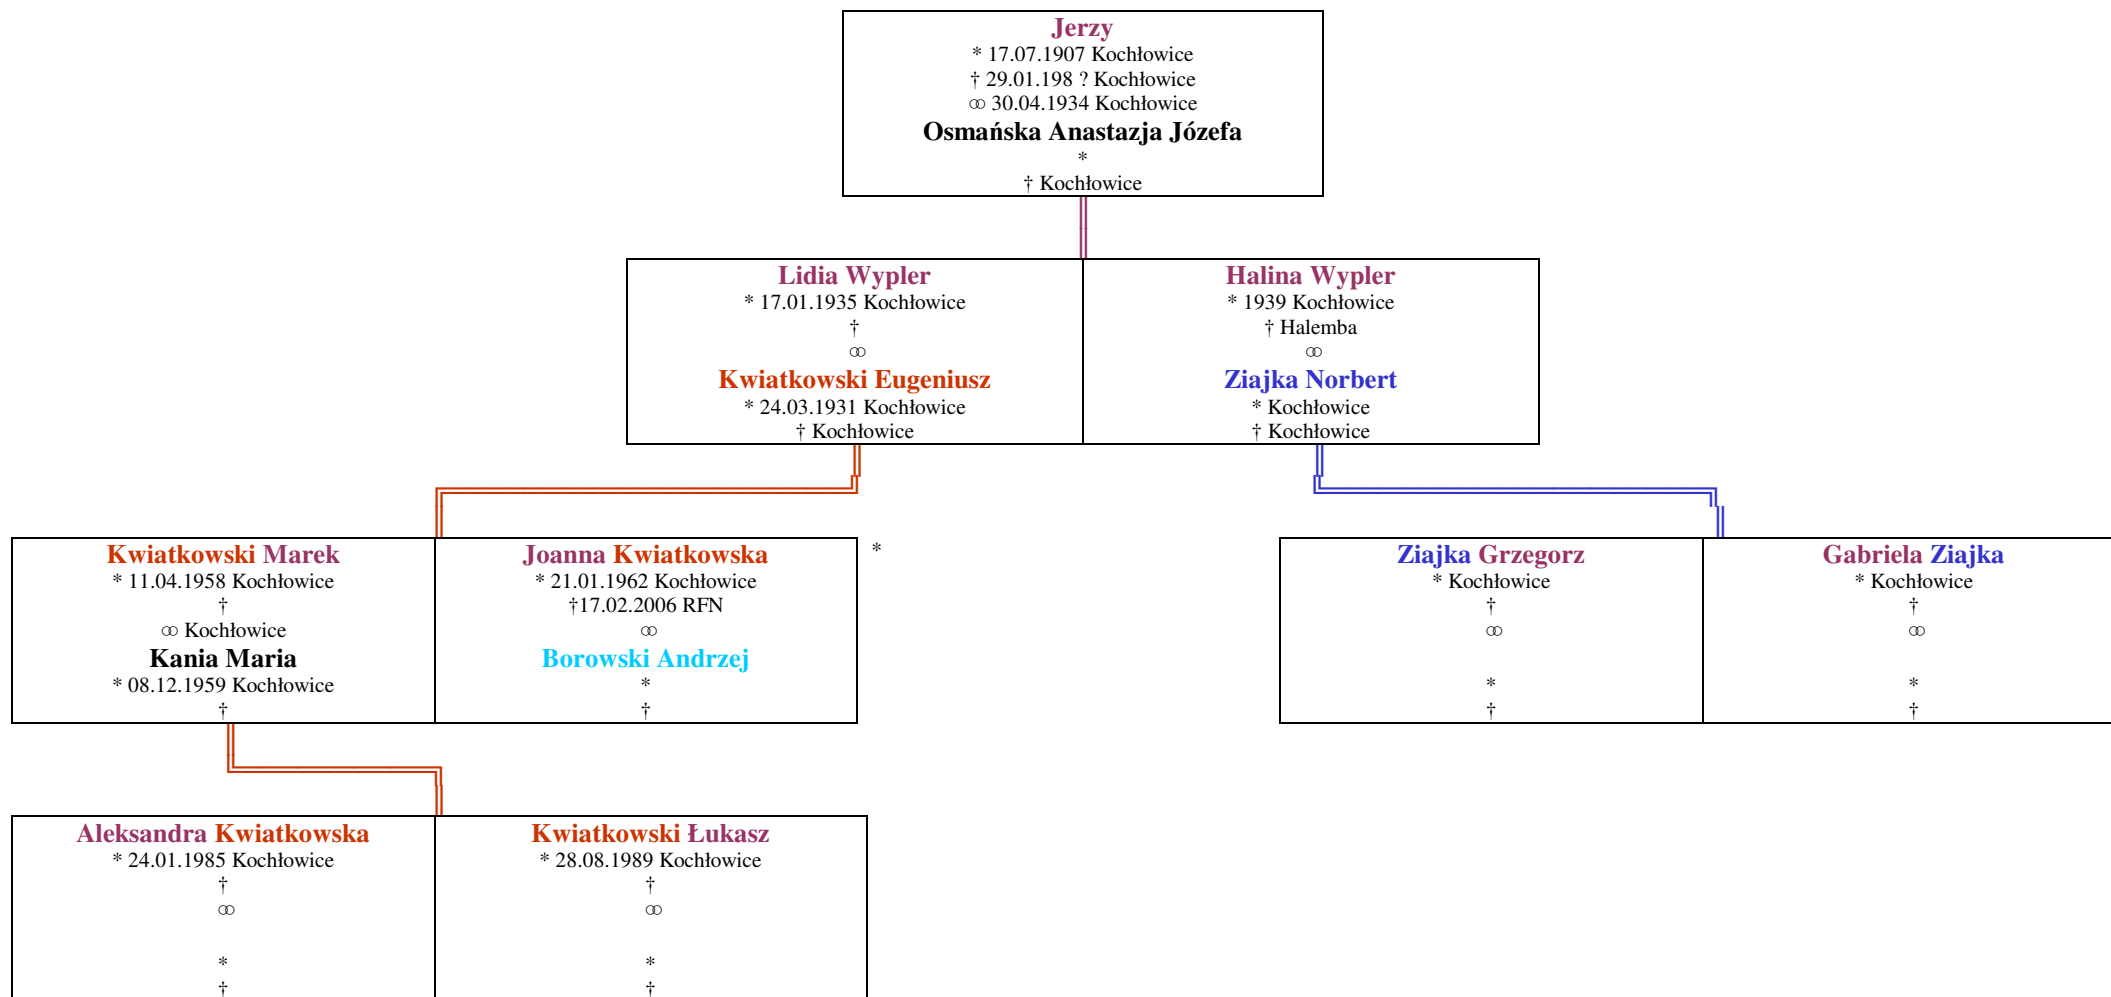 Jerzy
* 17.07.1907 Kochłowice
† 29.01.198 ? Kochłowice
⚭ 30.04.1934 Kochłowice
Osmańska Anastazja Józefa
*
† Kochłowice
Lidia Wypler
* 17.01.1935 Kochłowice
†
⚭
Kwiatkowski Eugeniusz
* 24.03.1931 Kochłowice
† Kochłowice
Halina Wypler
* 1939 Kochłowice
† Halemba
⚭
Ziajka Norbert
* Kochłowice
† Kochłowice
Kwiatkowski Marek
* 11.04.1958 Kochłowice
†
⚭ Kochłowice
Kania Maria
* 08.12.1959 Kochłowice
†
Joanna Kwiatkowska
* 21.01.1962 Kochłowice
†17.02.2006 RFN
⚭
Borowski Andrzej
*
†
*
Ziajka Grzegorz
* Kochłowice
†
⚭
*
†
Gabriela Ziajka
* Kochłowice
†
⚭
*
†
Aleksandra Kwiatkowska
* 24.01.1985 Kochłowice
†
⚭
*
†
Kwiatkowski Łukasz
* 28.08.1989 Kochłowice
†
⚭
*
†